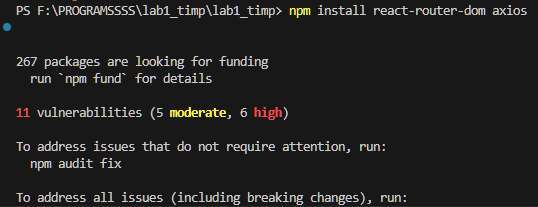 PS F:\PROGRAMSSSS\lab1_timp\lab1_timp> npm install react-router-dom axios
267 packages are looking for funding
run `npm fund` for details
11 vulnerabilities (5 moderate, 6 high)
To address issues that do not require attention, run:
npm audit fix
To address all issues (including breaking changes), run: